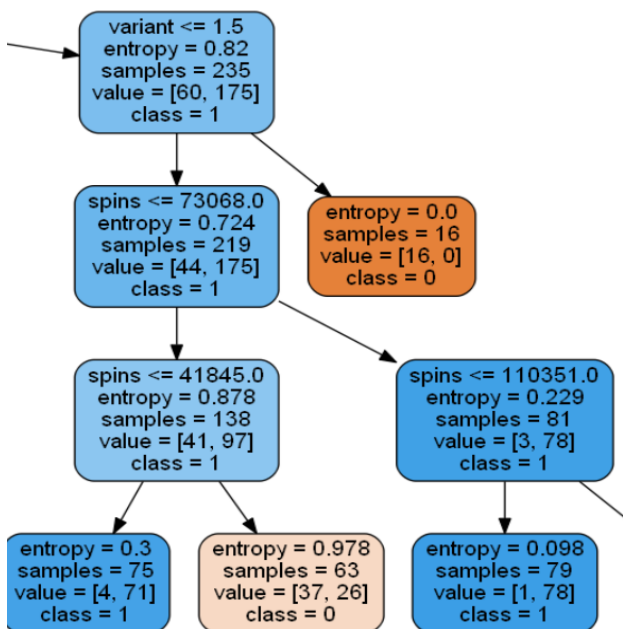 variant <= 1.5
entropy = 0.82
samples = 235
value = [60, 175]
class = 1
spins <= 73068.0
entropy = 0.724
samples = 219
value = [44, 175]
class = 1
entropy = 0.0
samples = 16
value = [16, 0]
class = 0
spins <= 41845.0
entropy = 0.878
samples = 138
value = [41, 97]
class = 1
spins <= 110351.0
entropy = 0.229
samples = 81
value = [3, 78]
class = 1
entropy = 0.3
samples = 75
value = [4, 71]
class = 1
entropy = 0.978
samples = 63
value = [37, 26]
class = 0
entropy = 0.098
samples = 79
value = [1, 78]
class = 1